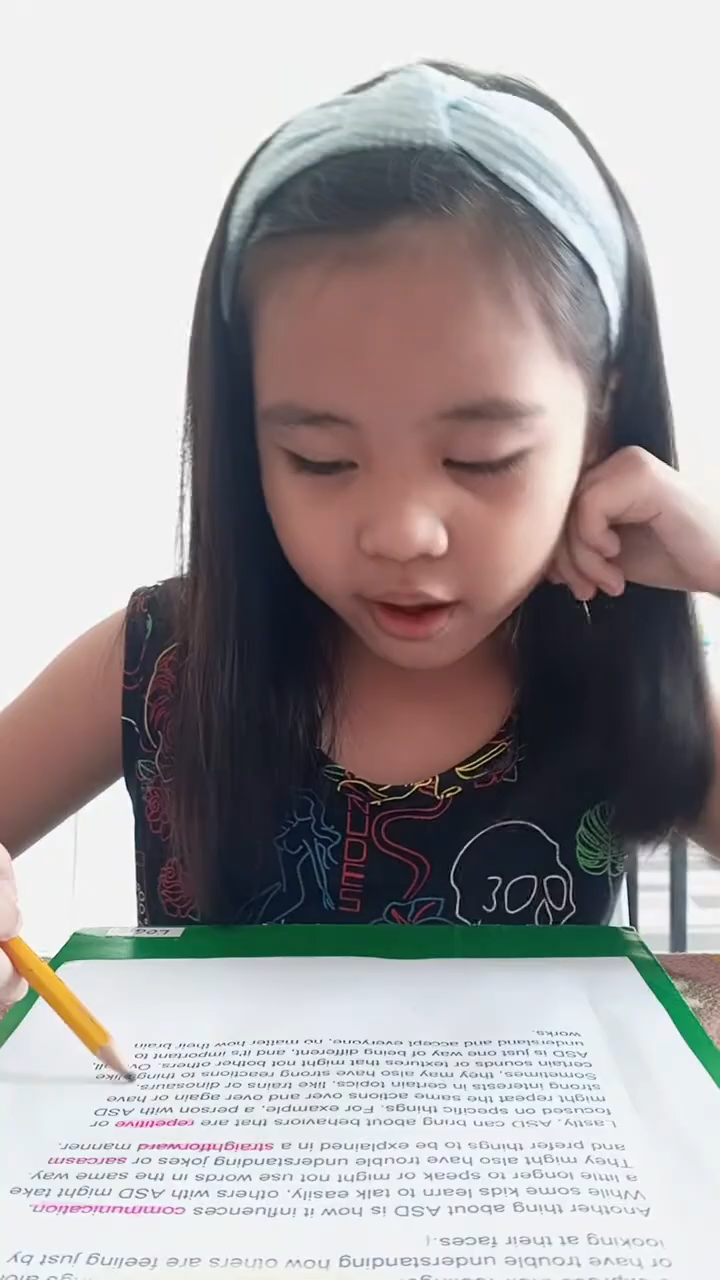 or have trouble understanding how others are feeling just by
looking at their faces.
Another thing about ASD is how it influences communication.
While some kids learn to talk easily, others with ASD might take
a little longer to speak or might not use words in the same way.
They might also have trouble understanding jokes or sarcasm
and prefer things to be explained in a straightforward manner.
Lastly, ASD can bring about behaviors that are repetitive or
focused on specific things. For example, a person with ASD
might repeat the same actions over and over again or have
strong interests in certain topics, like trains or dinosaurs.
Sometimes, they may also have strong reactions to things like
certain sounds or textures that might not bother others.
ASD is just one way of being different, and it's important to
understand and accept everyone, no matter how their brain
works.
NUDES